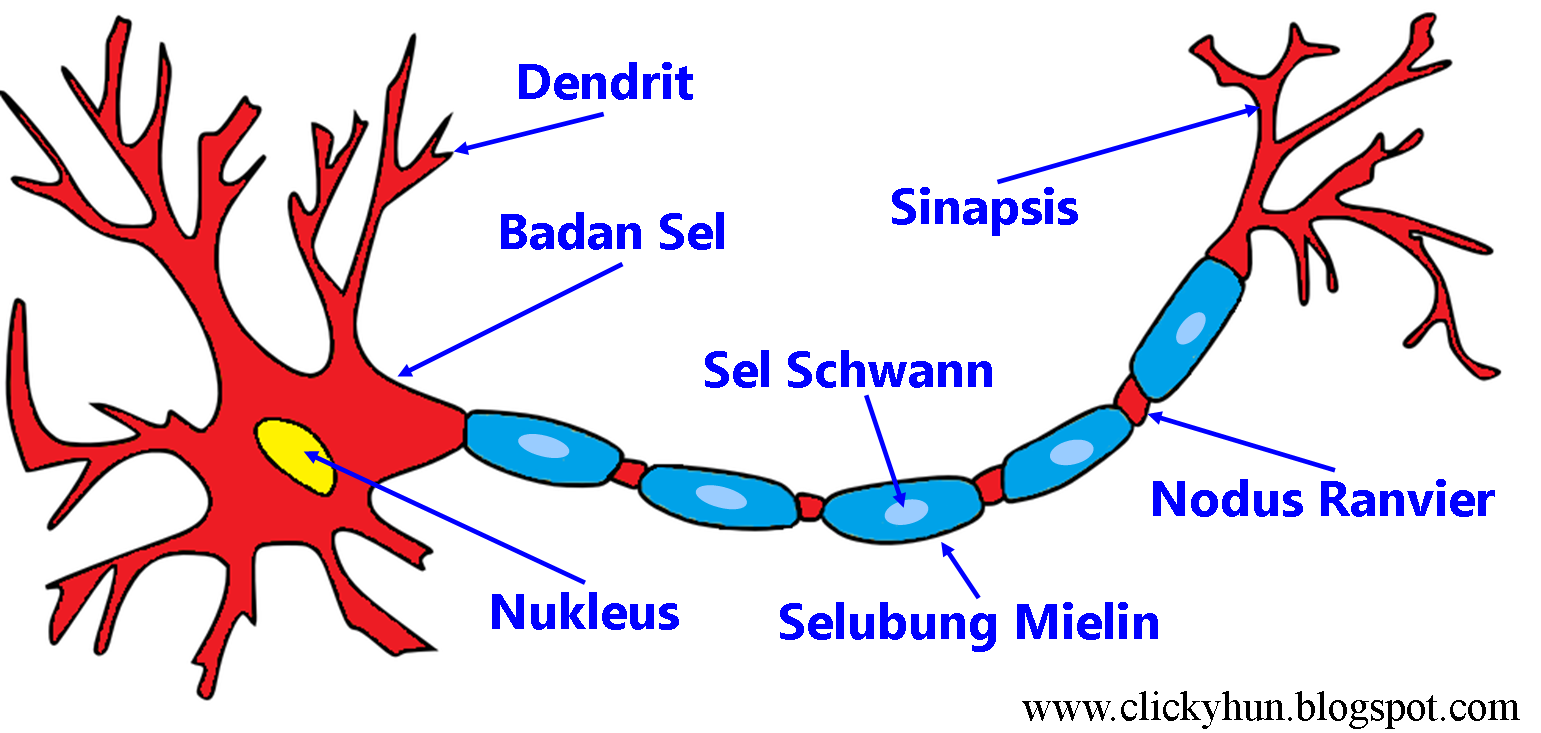 Dendrit
Badan Sel
Sinapsis
Sel Schwann
Nodus Ranvier
Nukleus
Selubung Mielin
www.clickyhun.blogspot.com